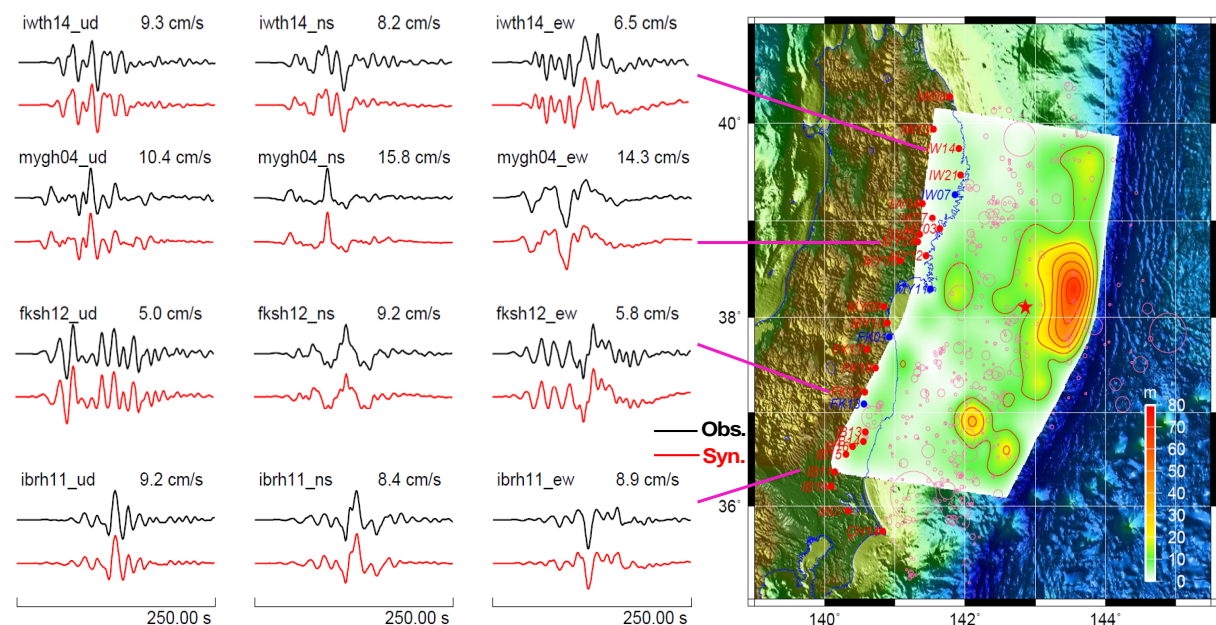 iwth14_ud 9.3 cm/s
iwth14_ns 8.2 cm/s
iwth14_ew 6.5 cm/s
mygh04_ud 10.4 cm/s
mygh04_ns 15.8 cm/s
mygh04_ew 14.3 cm/s
fksh12_ud 5.0 cm/s
fksh12_ns 9.2 cm/s
fksh12_ew 5.8 cm/s
Obs.
Syn.
ibrh11_ud 9.2 cm/s
ibrh11_ns 8.4 cm/s
ibrh11_ew 8.9 cm/s
250.00 s
250.00 s
250.00 s
40°
38°
36°
IW21
IW07
MY11
FK01
m
80
70
60
50
40
30
20
10
0
140°
142°
144°